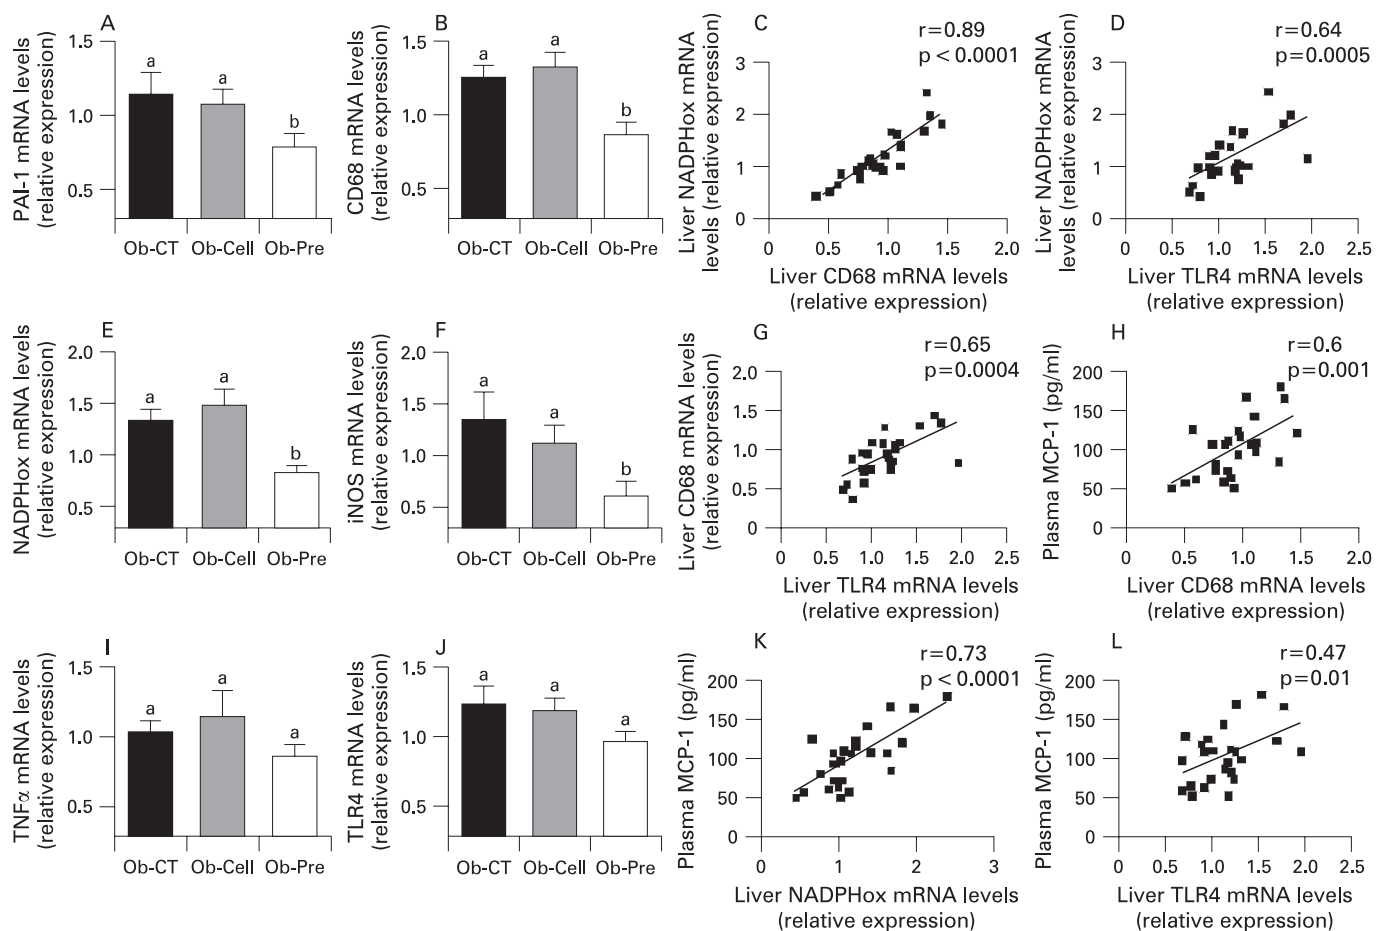 A
PAI-1 mRNA levels
(relative expression)
1.5
1.0
0.5
a
a
b
Ob-CT Ob-Cell Ob-Pre
B
CD68 mRNA levels
(relative expression)
1.5
1.0
0.5
a
a
b
Ob-CT Ob-Cell Ob-Pre
C
r=0.89
p < 0.0001
Liver NADPHox mRNA
levels (relative expression)
3
2
1
0
0 0.5 1.0 1.5 2.0
Liver CD68 mRNA levels
(relative expression)
D
r=0.64
p=0.0005
Liver NADPHox mRNA
levels (relative expression)
3
2
1
0
0 0.5 1.0 1.5 2.0 2.5
Liver TLR4 mRNA levels
(relative expression)
E
NADPHox mRNA levels
(relative expression)
2.0
1.5
1.0
0.5
a
a
b
Ob-CT Ob-Cell Ob-Pre
F
iNOS mRNA levels
(relative expression)
2.0
1.5
1.0
0.5
a
a
b
Ob-CT Ob-Cell Ob-Pre
G
r=0.65
p=0.0004
Liver CD68 mRNA levels
(relative expression)
2.0
1.5
1.0
0.5
0
0 0.5 1.0 1.5 2.0 2.5
Liver TLR4 mRNA levels
(relative expression)
H
r=0.6
p=0.001
Plasma MCP-1 (pg/ml)
200
150
100
50
0
0 0.5 1.0 1.5 2.0
Liver CD68 mRNA levels
(relative expression)
I
TNFα mRNA levels
(relative expression)
1.5
1.0
0.5
a
a
a
Ob-CT Ob-Cell Ob-Pre
J
TLR4 mRNA levels
(relative expression)
1.5
1.0
0.5
a
a
a
Ob-CT Ob-Cell Ob-Pre
K
r=0.73
p < 0.0001
Plasma MCP-1 (pg/ml)
200
150
100
50
0
0 1 2 3
Liver NADPHox mRNA levels
(relative expression)
L
r=0.47
p=0.01
Plasma MCP-1 (pg/ml)
200
150
100
50
0
0 0.5 1.0 1.5 2.0 2.5
Liver TLR4 mRNA levels
(relative expression)